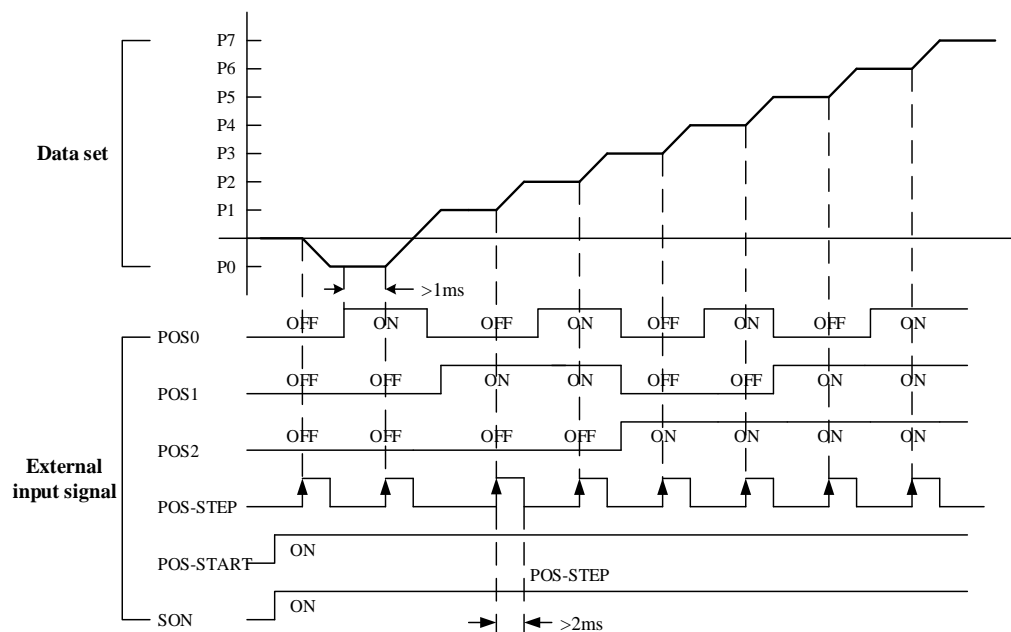 P7
P6
P5
P4
P3
P2
P1
P0
Data set
>1ms
OFF ON OFF ON OFF ON OFF ON
POS0
OFF OFF ON ON OFF OFF ON ON
POS1
OFF OFF OFF OFF ON ON ON ON
POS2
External
input signal
POS-STEP
POS-START
ON
POS-STEP
SON
ON
>2ms